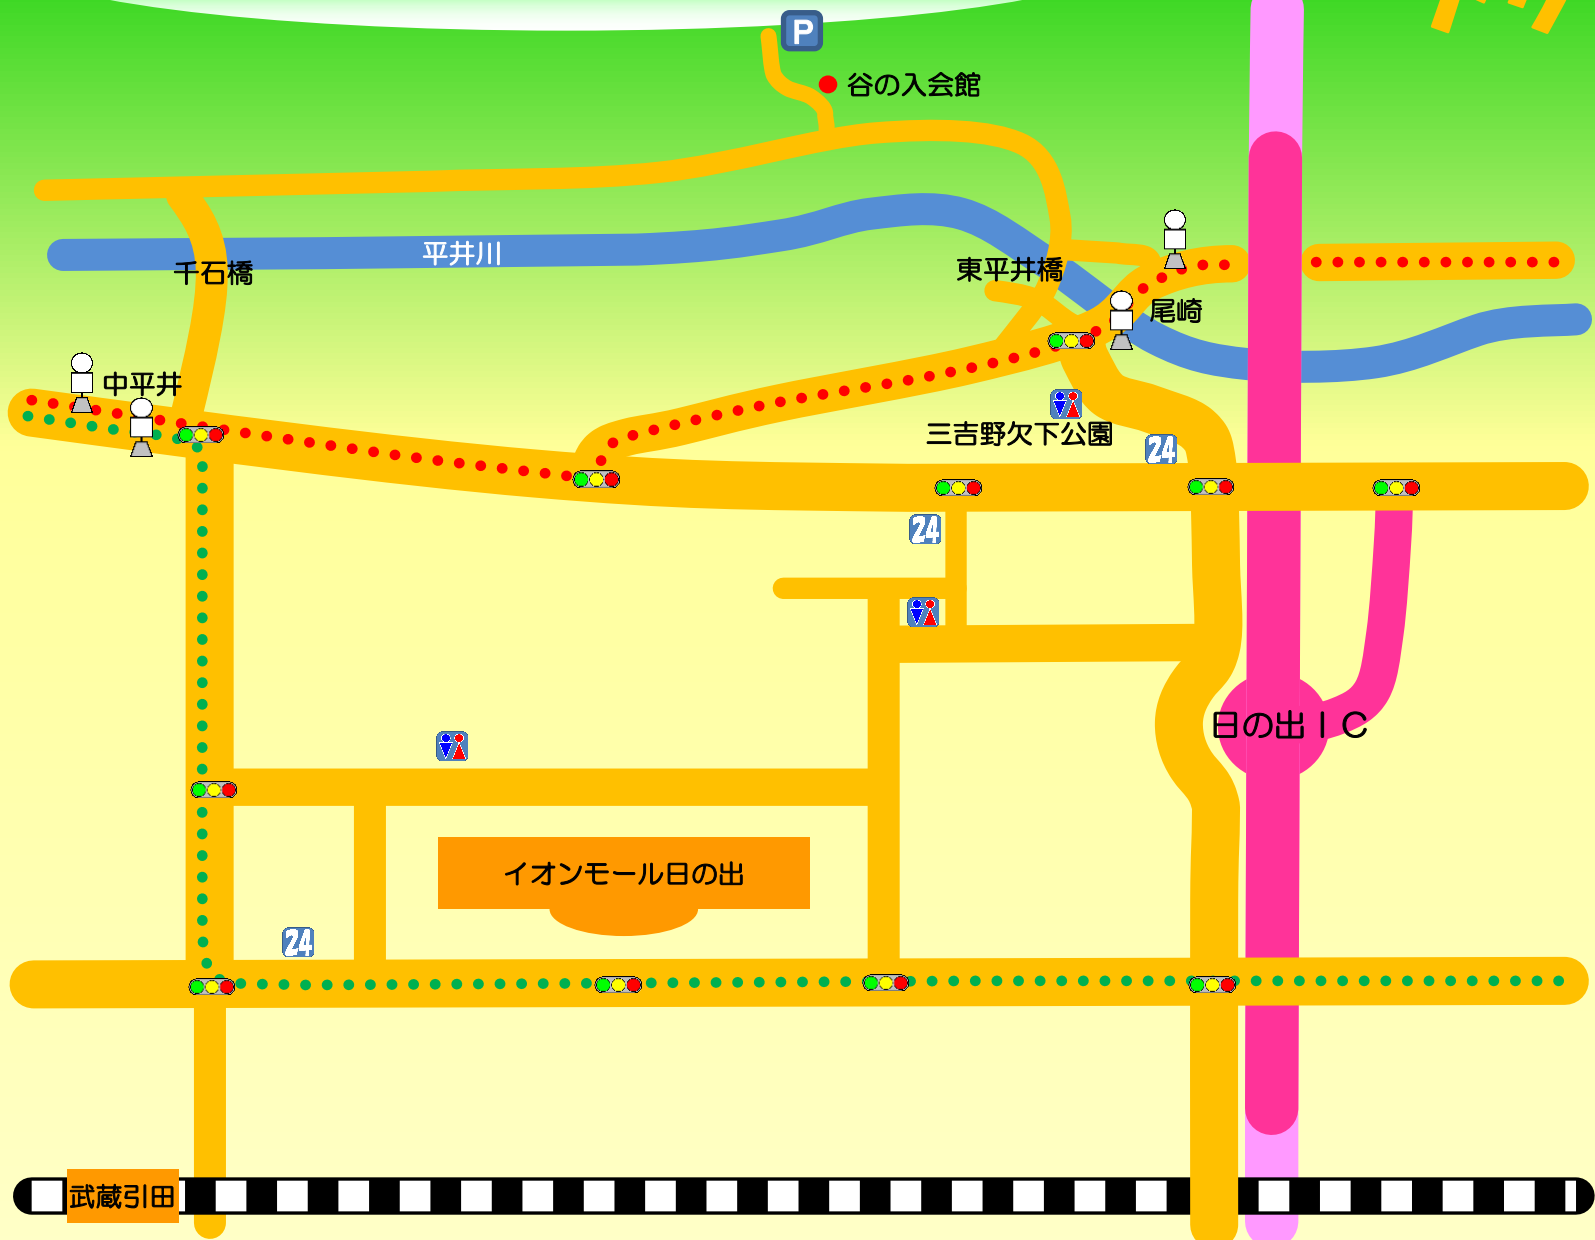 P
谷の入会館
平井川
千石橋
東平井橋
尾崎
中平井
三吉野欠下公園
24
24
日の出IC
イオンモール日の出
24
武蔵引田